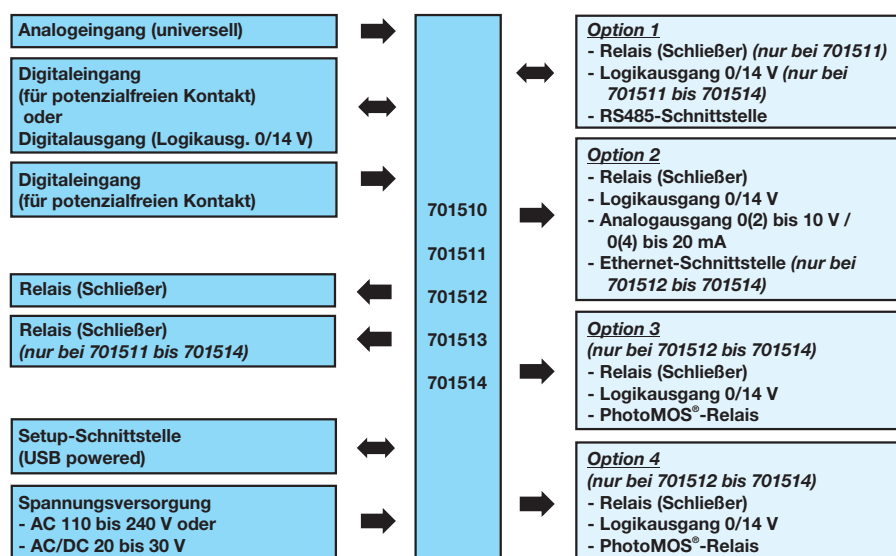 Analogeingang (universell)
Digitaleingang
(für potenzialfreien Kontakt)
oder
Digitalausgang (Logikausg. 0/14 V)
Digitaleingang
(für potenzialfreien Kontakt)
Relais (Schließer)
Relais (Schließer)
(nur bei 701511 bis 701514)
Setup-Schnittstelle
(USB powered)
Spannungsversorgung
- AC 110 bis 240 V oder
- AC/DC 20 bis 30 V
701510
701511
701512
701513
701514
Option 1
- Relais (Schließer) (nur bei 701511)
- Logikausgang 0/14 V (nur bei
701511 bis 701514)
- RS485-Schnittstelle
Option 2
- Relais (Schließer)
- Logikausgang 0/14 V
- Analogausgang 0(2) bis 10 V /
0(4) bis 20 mA
- Ethernet-Schnittstelle (nur bei
701512 bis 701514)
Option 3
(nur bei 701512 bis 701514)
- Relais (Schließer)
- Logikausgang 0/14 V
- PhotoMOS®-Relais
Option 4
(nur bei 701512 bis 701514)
- Relais (Schließer)
- Logikausgang 0/14 V
- PhotoMOS®-Relais